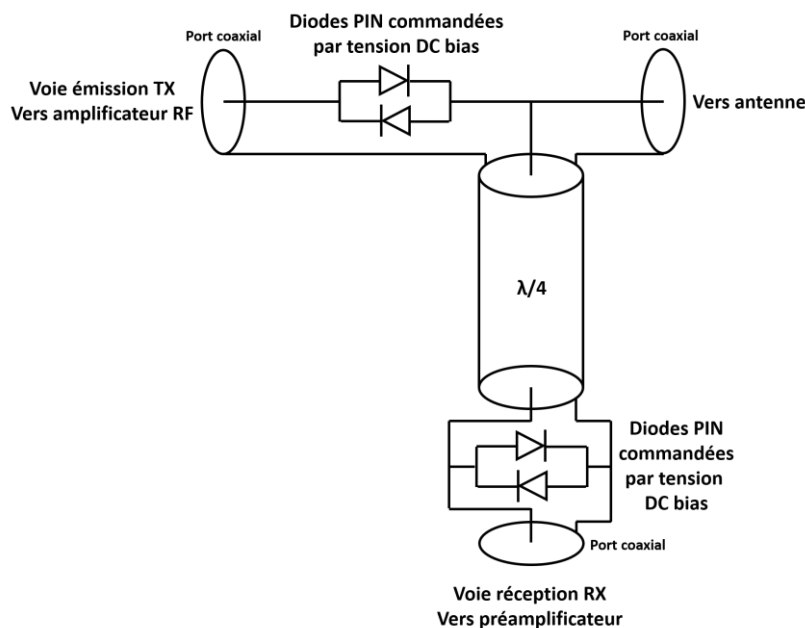 Diodes PIN commandées
par tension DC bias
Port coaxial
Port coaxial
Voie émission TX
Vers amplificateur RF
Vers antenne
λ/4
Diodes PIN
commandées
par tension
DC bias
Port coaxial
Voie réception RX
Vers préamplificateur